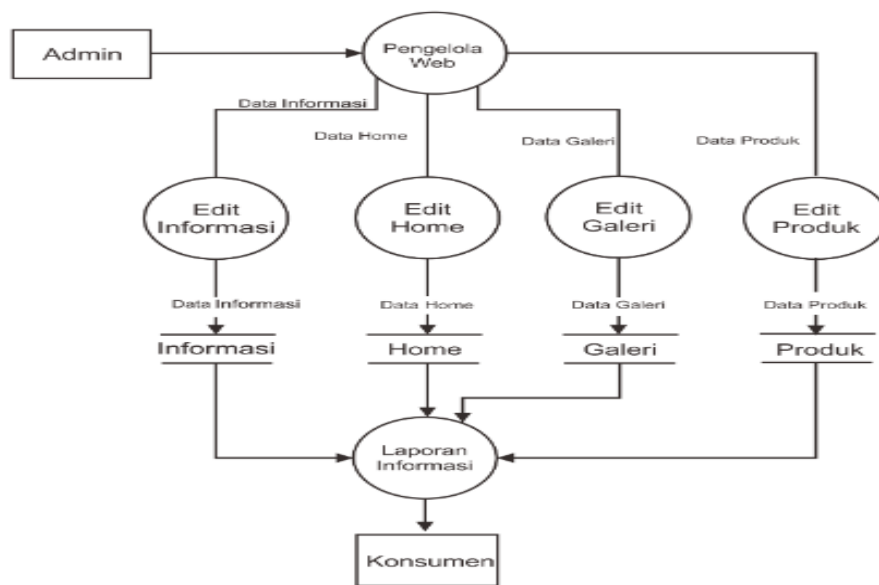 Admin
Pengelola
Web
Data Informasi
Data Home
Data Galeri
Data Produk
Edit
Informasi
Edit
Home
Edit
Galeri
Edit
Produk
Data Informasi
Data Home
Data Galeri
Data Produk
Informasi
Home
Galeri
Produk
Laporan
Informasi
Konsumen